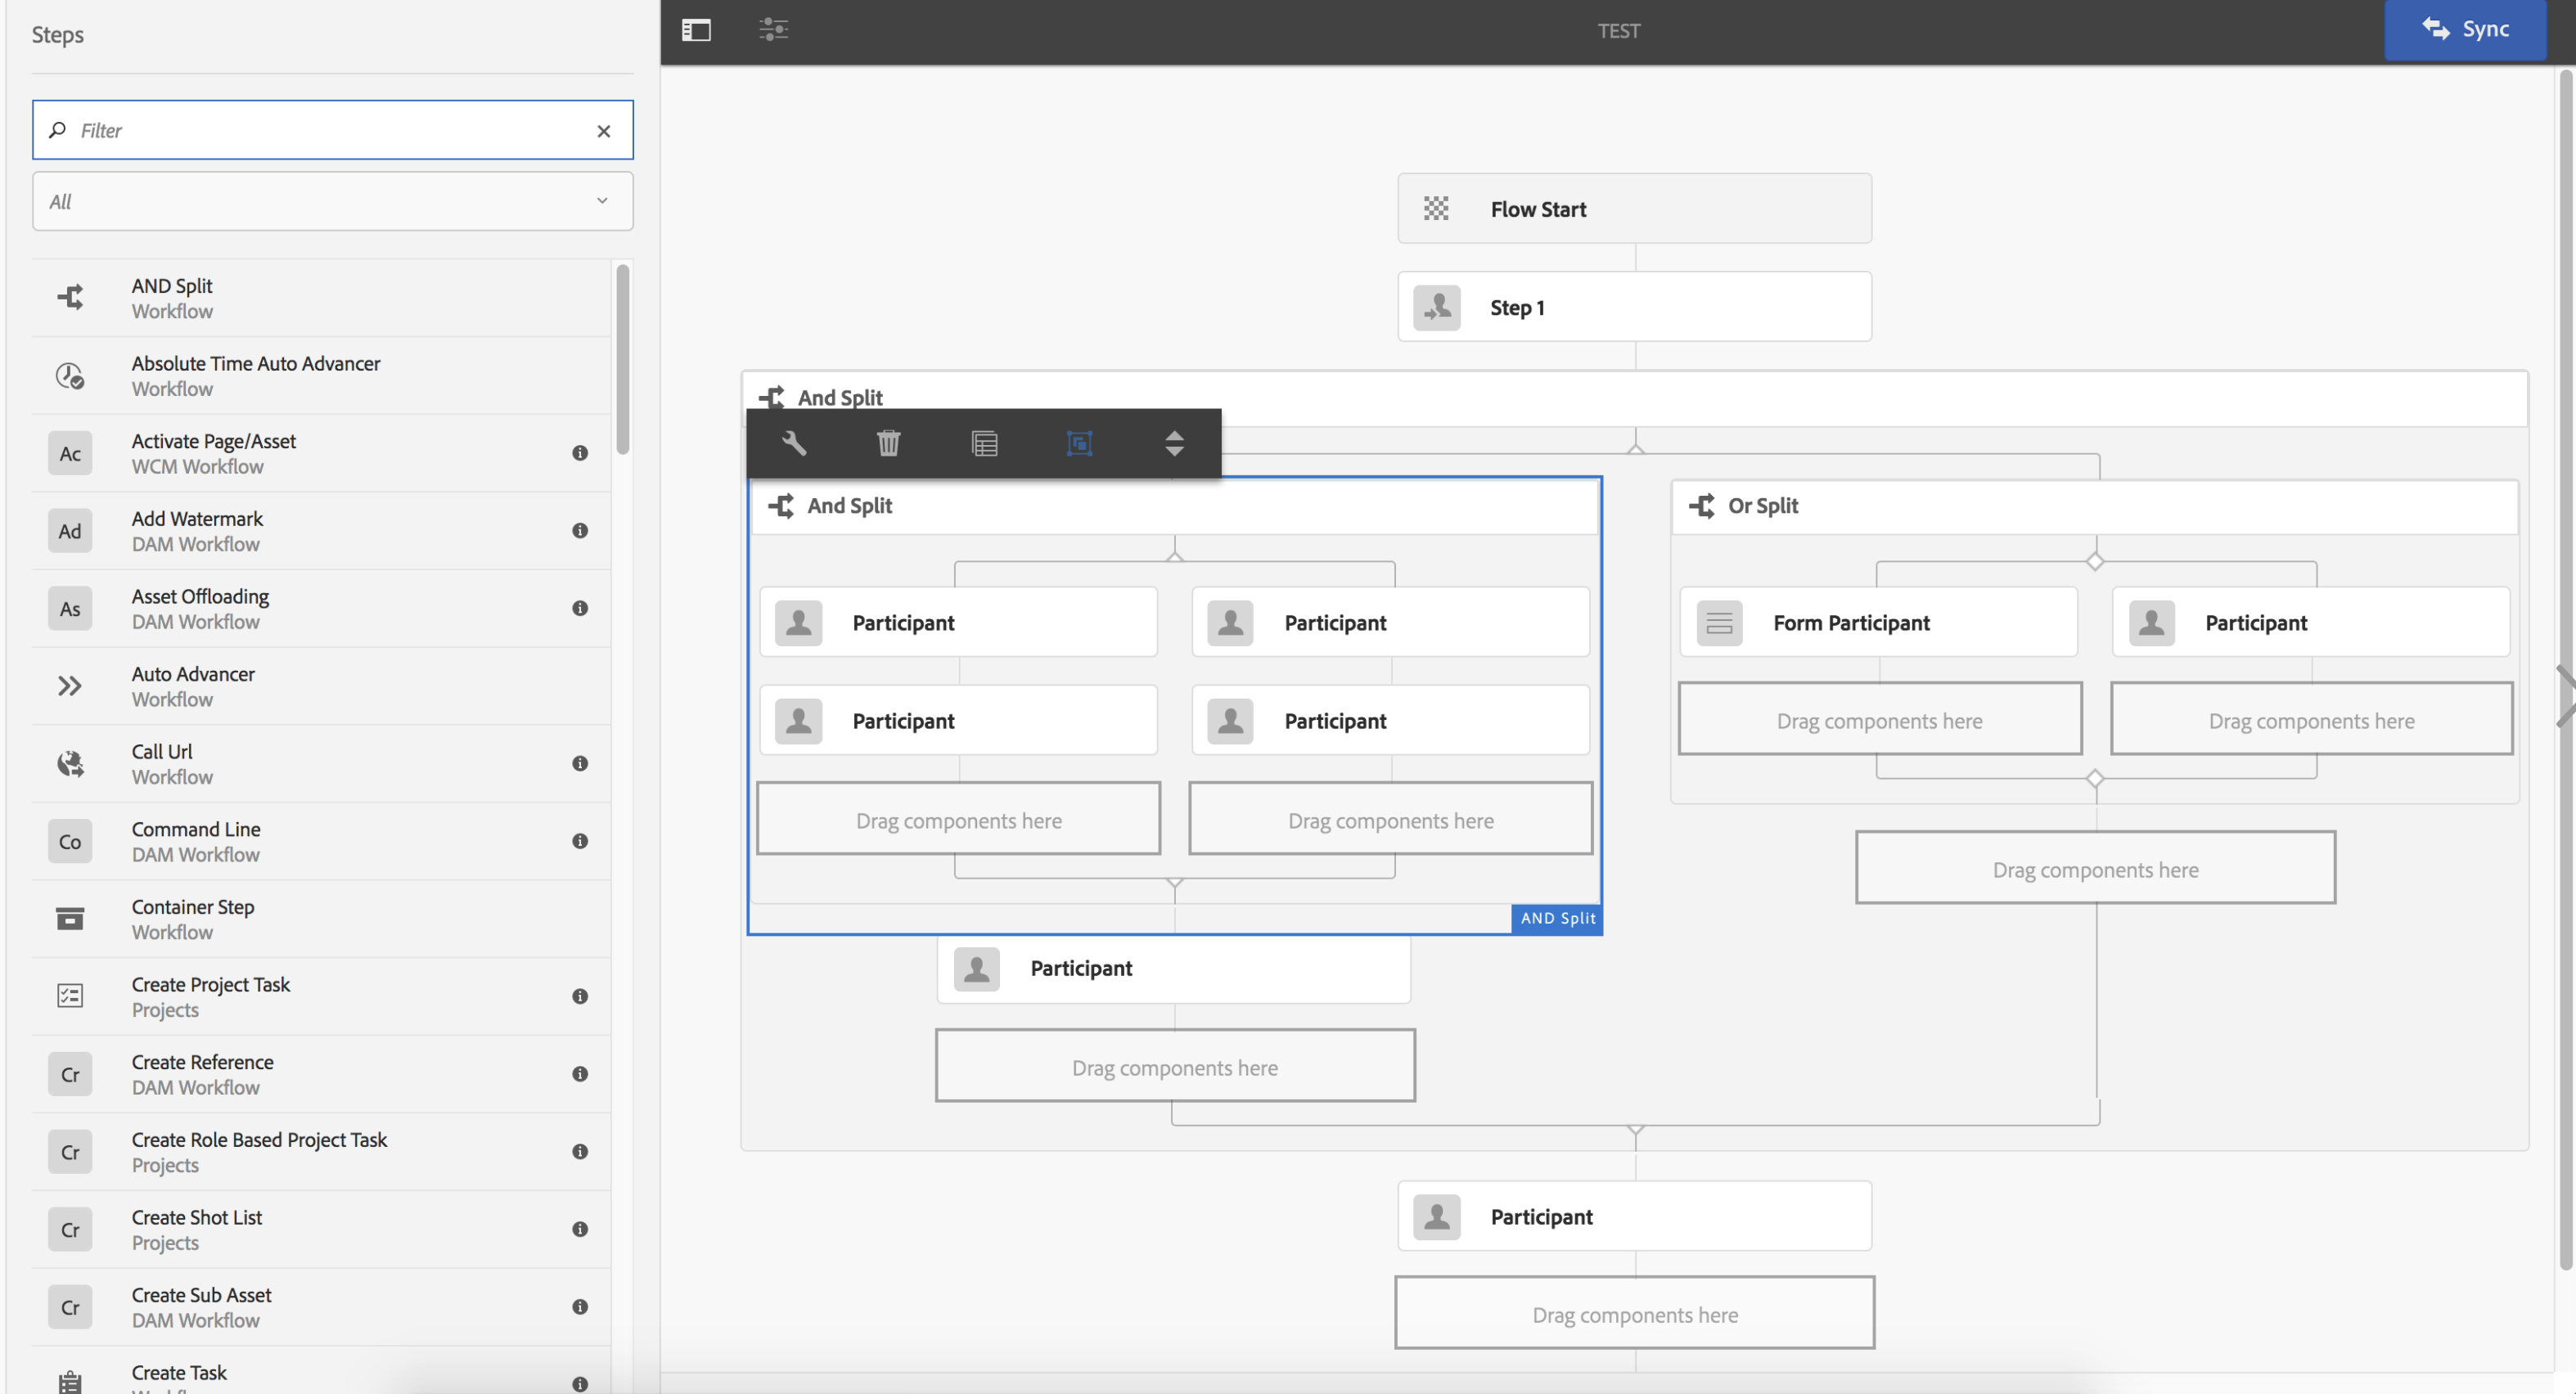 Steps
Filter
All
AND Split
Workflow
Absolute Time Auto Advancer
Workflow
Ac
Activate Page/Asset
WCM Workflow
Ad
Add Watermark
DAM Workflow
As
Asset Offloading
DAM Workflow
Auto Advancer
Workflow
Call Url
Workflow
Co
Command Line
DAM Workflow
Container Step
Workflow
Create Project Task
Projects
Cr
Create Reference
DAM Workflow
Cr
Create Role Based Project Task
Projects
Cr
Create Shot List
Projects
Cr
Create Sub Asset
DAM Workflow
Create Task
TEST
Sync
Flow Start
Step 1
And Split
And Split
Participant
Participant
Participant
Participant
Drag components here
Drag components here
AND Split
Participant
Drag components here
Or Split
Form Participant
Participant
Drag components here
Drag components here
Drag components here
Participant
Drag components here